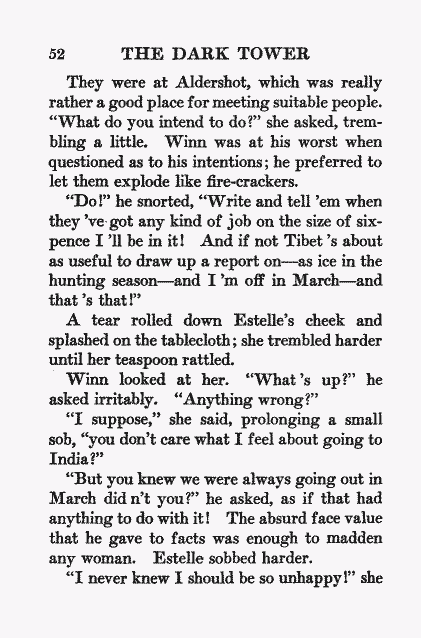 52 THE DARK TOWER
They were at Aldershot, which was really
rather a good place for meeting suitable people.
“What do you intend to do?” she asked, trem-
bling a little. Winn was at his worst when
questioned as to his intentions; he preferred to
let them explode like fire-crackers.
“Do!” he snorted, “Write and tell 'em when
they 've got any kind of job on the size of six-
pence I 'll be in it! And if not Tibet 's about
as useful to draw up a report on—as ice in the
hunting season—and I 'm off in March—and
that 's that!”
A tear rolled down Estelle's cheek and
splashed on the tablecloth; she trembled harder
until her teaspoon rattled.
Winn looked at her. “What 's up?” he
asked irritably. “Anything wrong?”
“I suppose,” she said, prolonging a small
sob, “you don't care what I feel about going to
India?”
“But you knew we were always going out in
March did n't you?” he asked, as if that had
anything to do with it! The absurd face value
that he gave to facts was enough to madden
any woman. Estelle sobbed harder.
“I never knew I should be so unhappy!” she